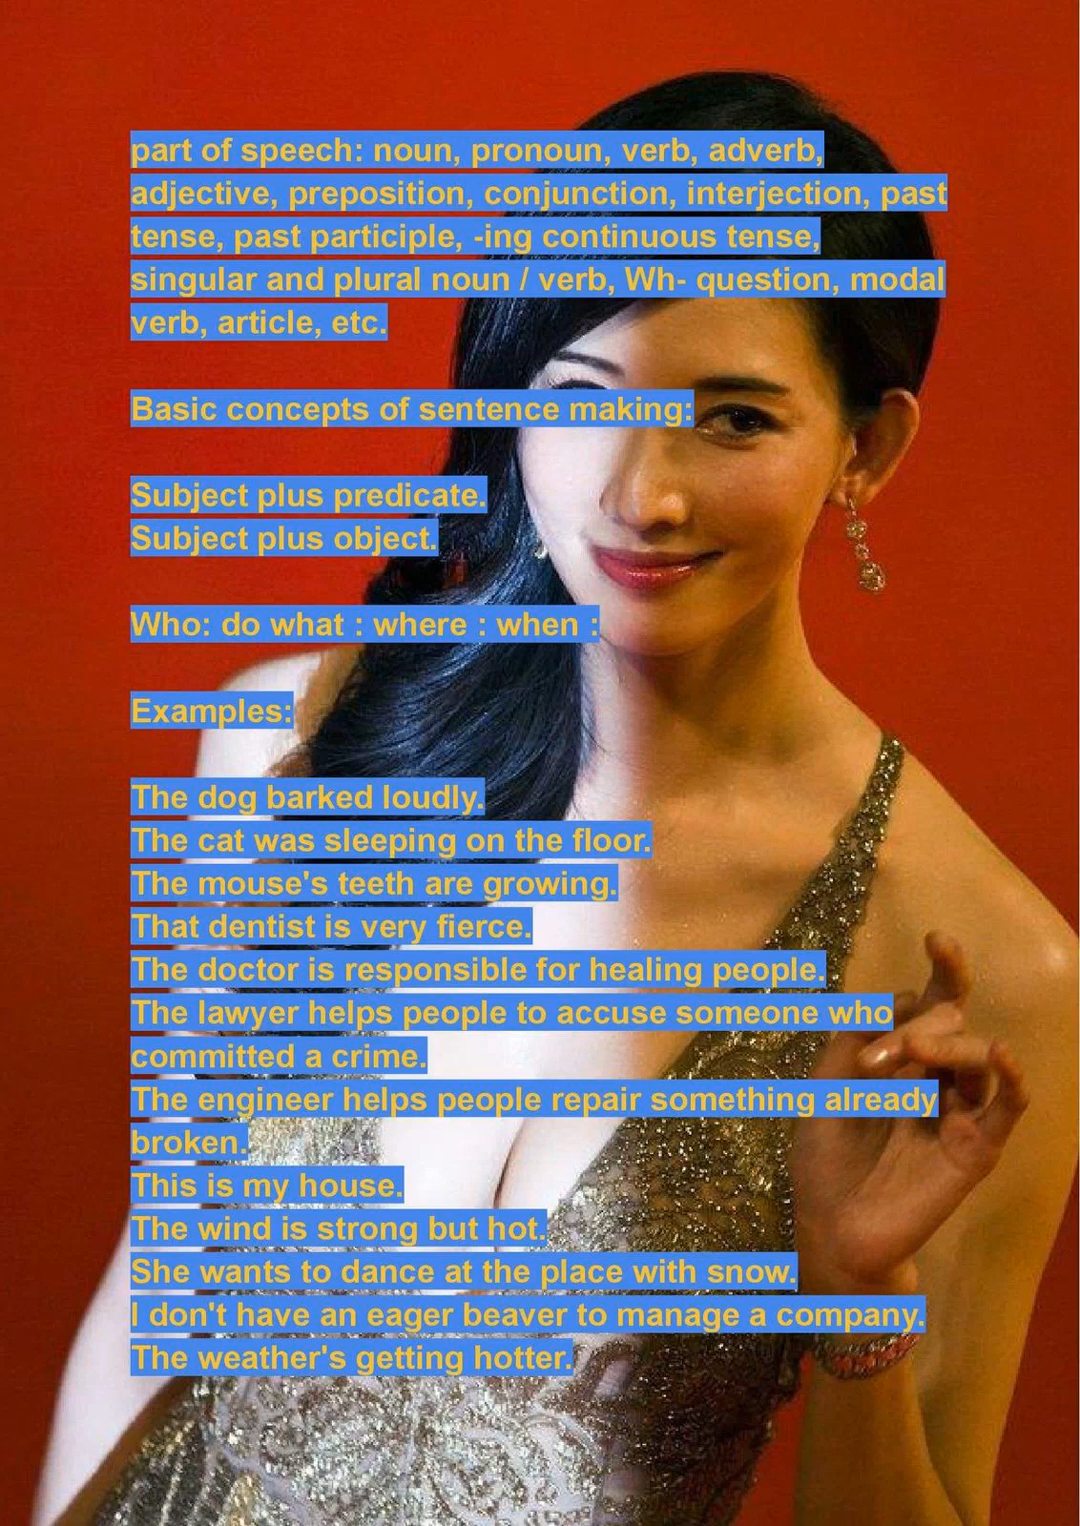 part of speech: noun, pronoun, verb, adverb,
adjective, preposition, conjunction, interjection, past
tense, past participle, -ing continuous tense,
singular and plural noun / verb, Wh- question, modal
verb, article, etc.
Basic concepts of sentence making:
Subject plus predicate.
Subject plus object.
Who: do what : where : when :
Examples:
The dog barked loudly.
The cat was sleeping on the floor.
The mouse's teeth are growing.
That dentist is very fierce.
The doctor is responsible for healing people.
The lawyer helps people to accuse someone who
committed a crime.
The engineer helps people repair something already
broken.
This is my house.
The wind is strong but hot.
She wants to dance at the place with snow.
I don't have an eager beaver to manage a company.
The weather's getting hotter.